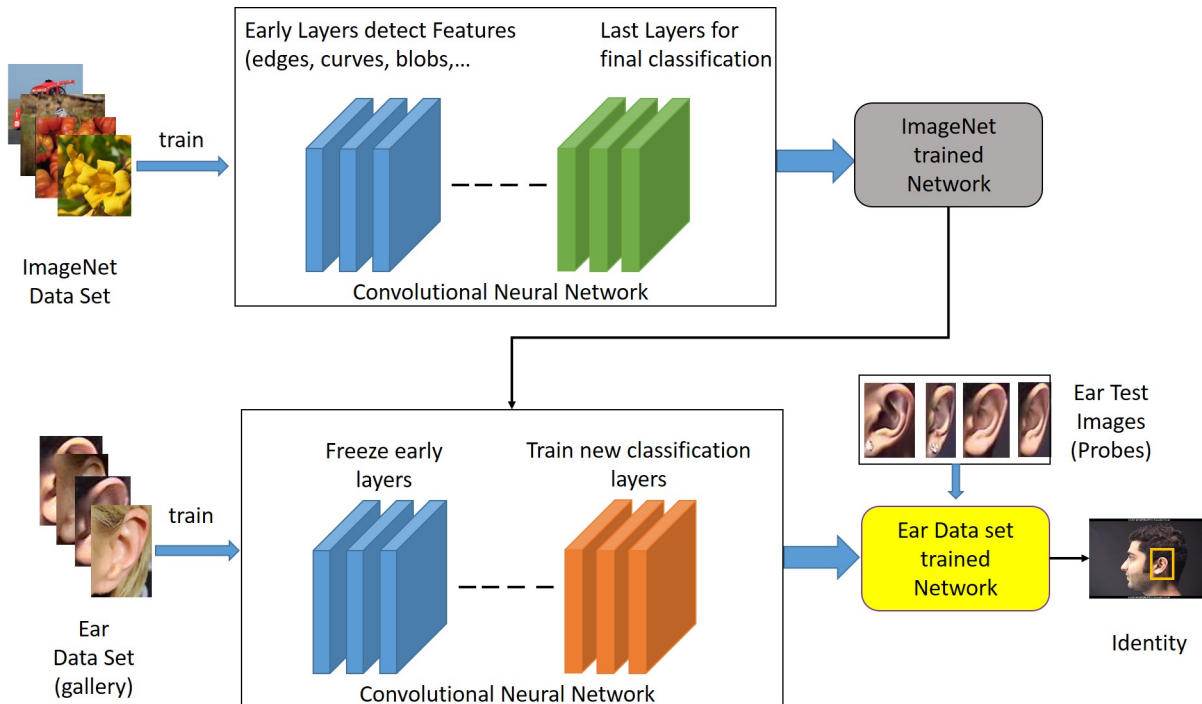 Early Layers detect Features
(edges, curves, blobs,...
Last Layers for
final classification
train
ImageNet
Data Set
Convolutional Neural Network
ImageNet
trained
Network
Freeze early
layers
Train new classification
layers
train
Ear
Data Set
(gallery)
Convolutional Neural Network
Ear Test
Images
(Probes)
Ear Data set
trained
Network
Identity